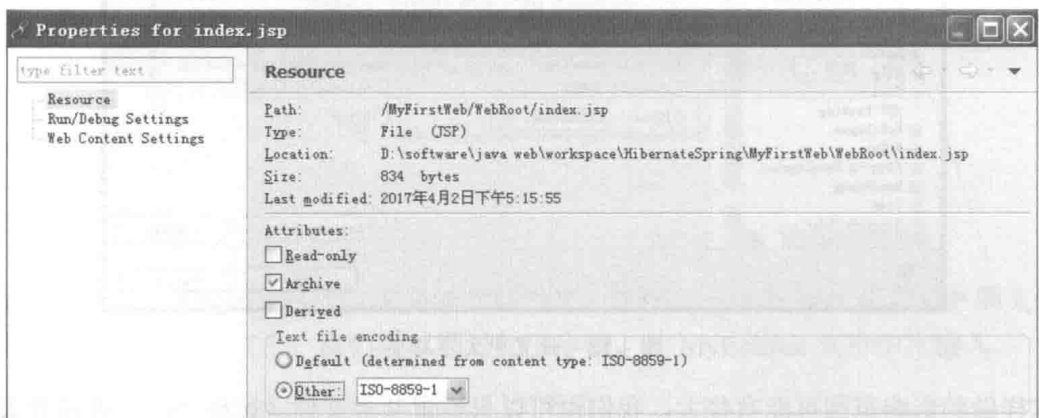 Properties for index.jsp
type filter text
Resource
Run/Debug Settings
Web Content Settings
Resource
Path: /MyFirstWeb/WebRoot/index.jsp
Type: File (JSP)
Location: D:\software\java web\workspace\HibernateSpring\MyFirstWeb\WebRoot\index.jsp
Size: 834 bytes
Last modified: 2017年4月2日下午5:15:55
Attributes:
Read-only
Archive
Derived
Text file encoding
Default (determined from content type: ISO-8859-1)
Other: ISO-8859-1